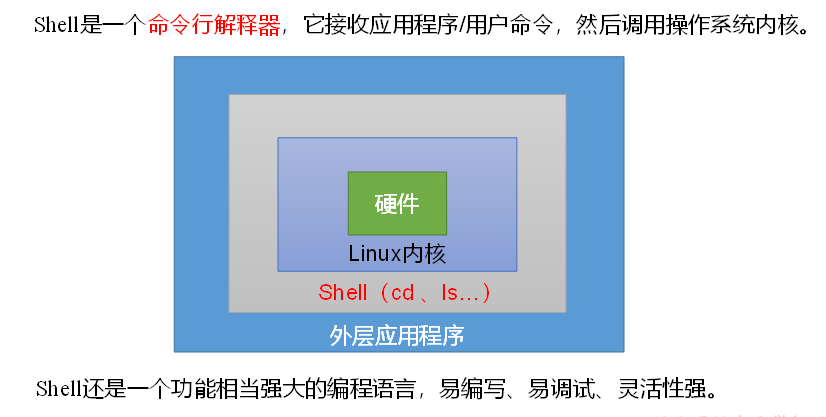 Shell是一个命令行解释器，它接收应用程序/用户命令，然后调用操作系统内核。
硬件
Linux内核
Shell（cd 、ls…）
外层应用程序
Shell还是一个功能相当强大的编程语言，易编写、易调试、灵活性强。